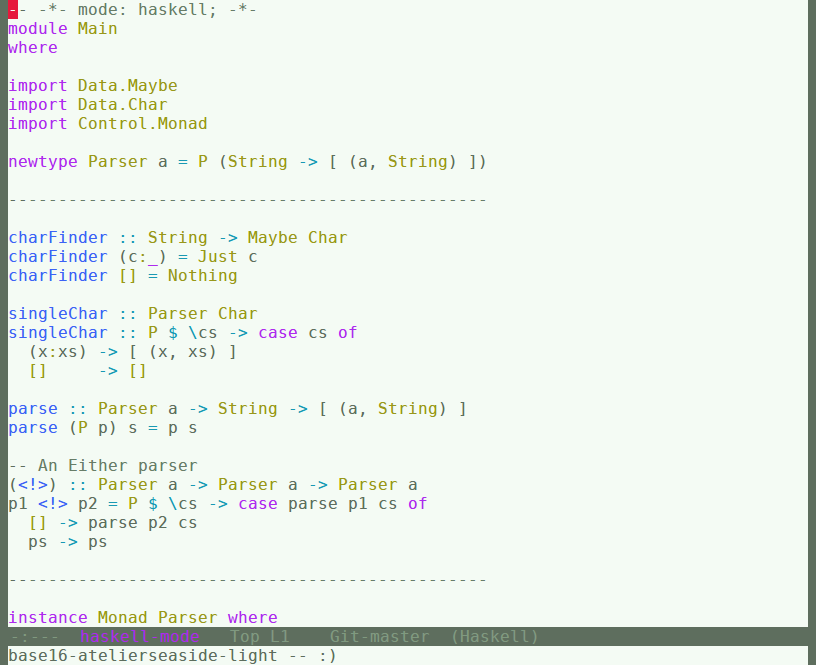 -- -*- mode: haskell; -*-
module Main
where
import Data.Maybe
import Data.Char
import Control.Monad
newtype Parser a = P (String -> [ (a, String) ])
------------------------------------------------
charFinder :: String -> Maybe Char
charFinder (c:_) = Just c
charFinder [] = Nothing
singleChar :: Parser Char
singleChar :: P $ \cs -> case cs of
  (x:xs) -> [ (x, xs) ]
  []     -> []
parse :: Parser a -> String -> [ (a, String) ]
parse (P p) s = p s
-- An Either parser
(<!>) :: Parser a -> Parser a -> Parser a
p1 <!> p2 = P $ \cs -> case parse p1 cs of
  [] -> parse p2 cs
  ps -> ps
------------------------------------------------
instance Monad Parser where
-:---  haskell-mode   Top L1    Git-master  (Haskell)
base16-atelierseaside-light -- :)